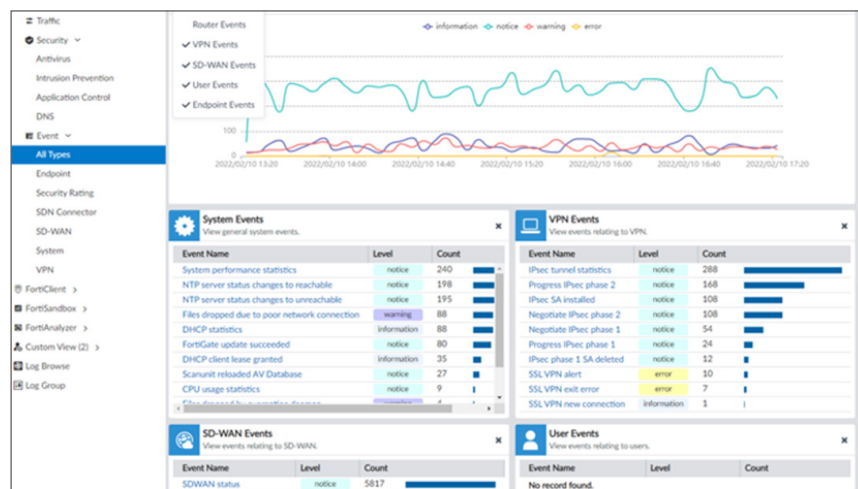 Traffic
Security
Antivirus
Intrusion Prevention
Application Control
DNS
Event
All Types
Endpoint
Security Rating
SDN Connector
SD-WAN
System
VPN
FortiClient
FortiSandbox
FortiAnalyzer
Custom View (2)
Log Browse
Log Group
Router Events
VPN Events
SD-WAN Events
User Events
Endpoint Events
information notice warning error
100
0
2022/02/10 13:20 2022/02/10 14:00 2022/02/10 14:40 2022/02/10 15:20 2022/02/10 16:00 2022/02/10 16:40 2022/02/10 17:20
System Events
View general system events.
Event Name Level Count
System performance statistics notice 240
NTP server status changes to reachable notice 198
NTP server status changes to unreachable notice 195
Files dropped due to poor network connection warning 88
DHCP statistics information 88
FortiGate update succeeded notice 80
DHCP client lease granted information 35
Scanunit reloaded AV Database notice 27
CPU usage statistics notice 9
VPN Events
View events relating to VPN.
Event Name Level Count
IPsec tunnel statistics notice 288
Progress IPsec phase 2 notice 168
IPsec SA installed notice 108
Negotiate IPsec phase 2 notice 108
Negotiate IPsec phase 1 notice 54
Progress IPsec phase 1 notice 24
IPsec phase 1 SA deleted notice 12
SSL VPN alert error 10
SSL VPN exit error error 7
SSL VPN new connection information 1
SD-WAN Events
View events relating to SD-WAN.
Event Name Level Count
SDWAN status notice 5817
User Events
View events relating to users.
Event Name Level Count
No record found.